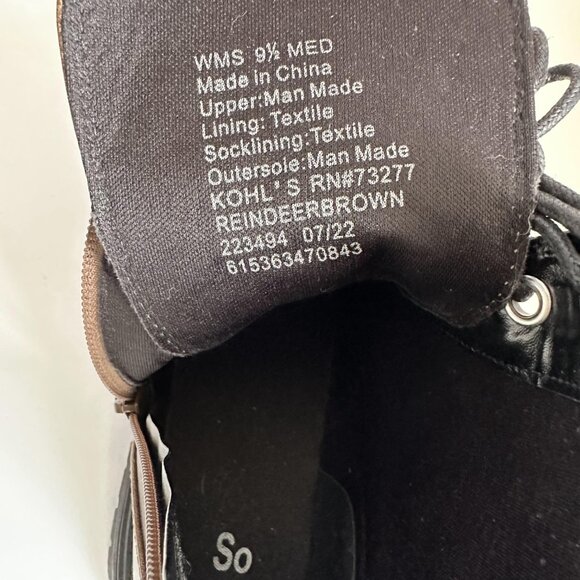 WMS 9½ MED
Made in China
Upper:Man Made
Lining: Textile
Socklining:Textile
Outersole:Man Made
KOHL'S RN#73277
REINDEERBROWN
223494 07/22
615363470843
So